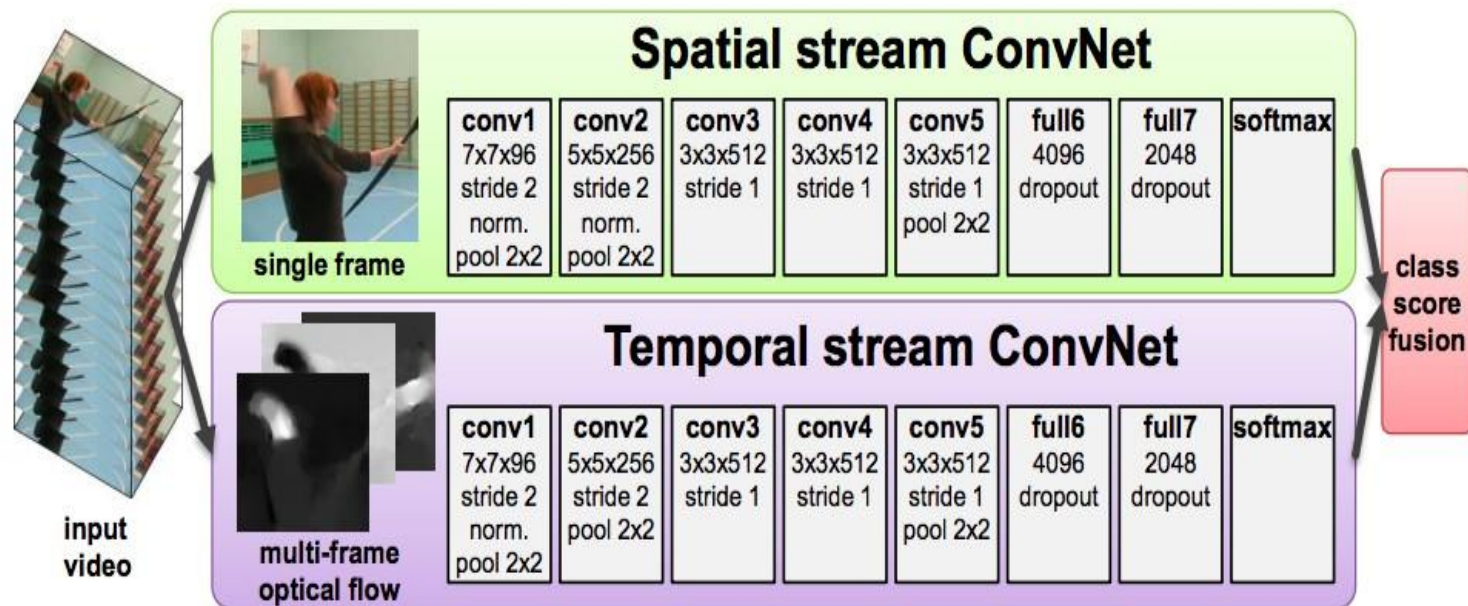 Spatial stream ConvNet
single frame
conv1
7x7x96
stride 2
norm.
pool 2x2
conv2
5x5x256
stride 2
norm.
pool 2x2
conv3
3x3x512
stride 1
conv4
3x3x512
stride 1
conv5
3x3x512
stride 1
pool 2x2
full6
4096
dropout
full7
2048
dropout
softmax
input
video
Temporal stream ConvNet
multi-frame
optical flow
conv1
7x7x96
stride 2
norm.
pool 2x2
conv2
5x5x256
stride 2
pool 2x2
conv3
3x3x512
stride 1
conv4
3x3x512
stride 1
conv5
3x3x512
stride 1
pool 2x2
full6
4096
dropout
full7
2048
dropout
softmax
class
score
fusion